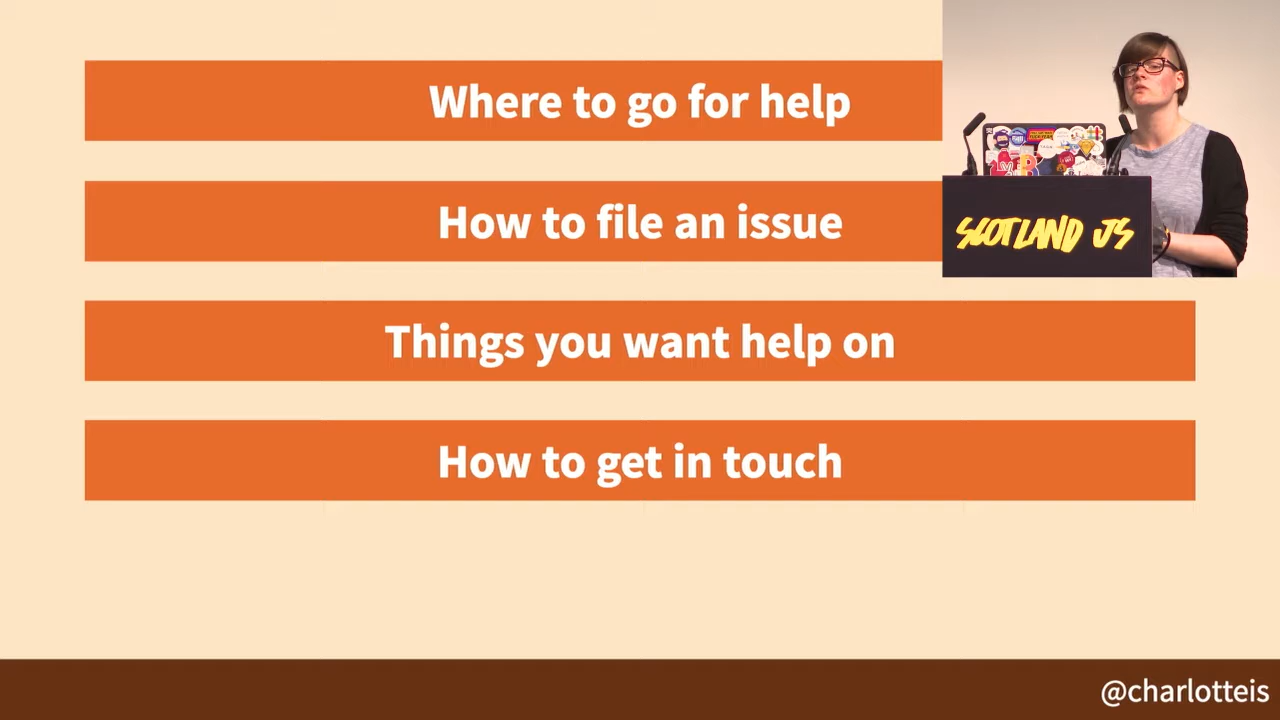 Where to go for help
How to file an issue
SCOTLAND JS
Things you want help on
How to get in touch
@charlotteis